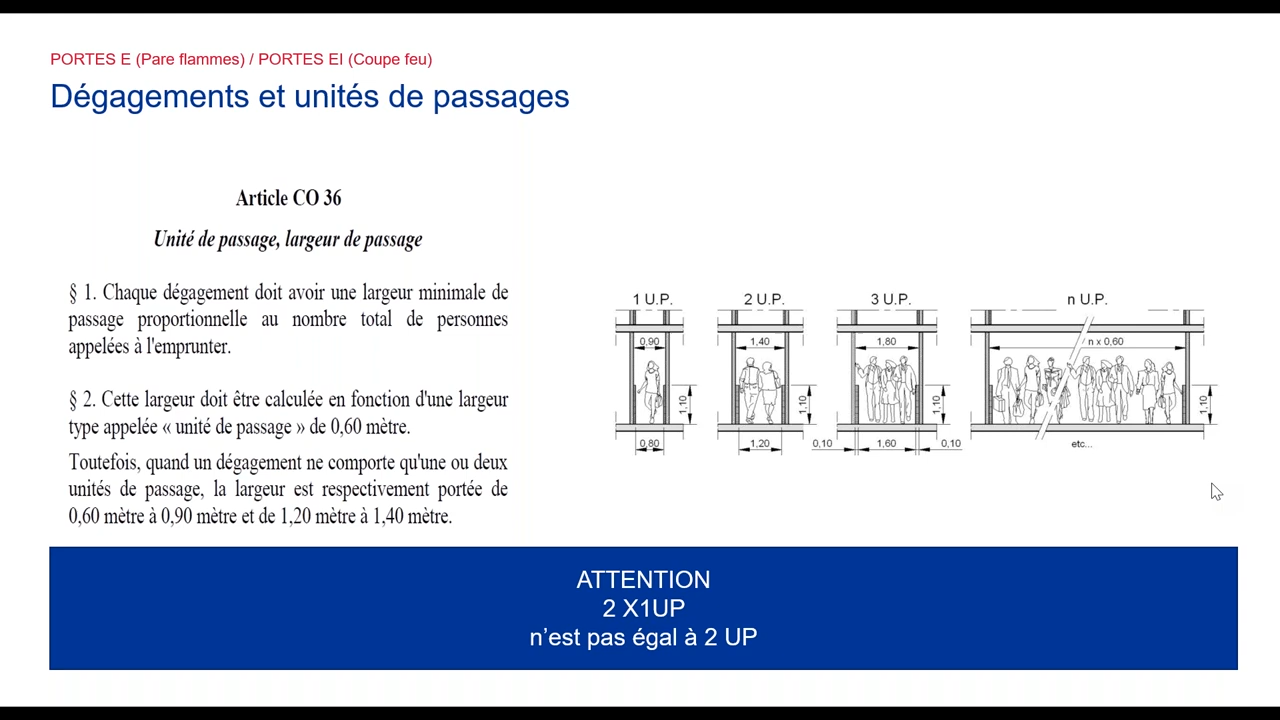 PORTES E (Pare flammes) / PORTES EI (Coupe feu)
Dégagements et unités de passages
Article CO 36
Unité de passage, largeur de passage
§ 1. Chaque dégagement doit avoir une largeur minimale de
passage proportionnelle au nombre total de personnes
appelées à l'emprunter.
§ 2. Cette largeur doit être calculée en fonction d'une largeur
type appelée « unité de passage » de 0,60 mètre.
Toutefois, quand un dégagement ne comporte qu'une ou deux
unités de passage, la largeur est respectivement portée de
0,60 mètre à 0,90 mètre et de 1,20 mètre à 1,40 mètre.
1 U.P. 2 U.P. 3 U.P. n U.P.
0,90 1,40 1,80 n x 0,60
1,10 1,10 1,10 1,10
0,80 1,20 0,10 1,60 0,10 etc...
ATTENTION
2 X1UP
n’est pas égal à 2 UP